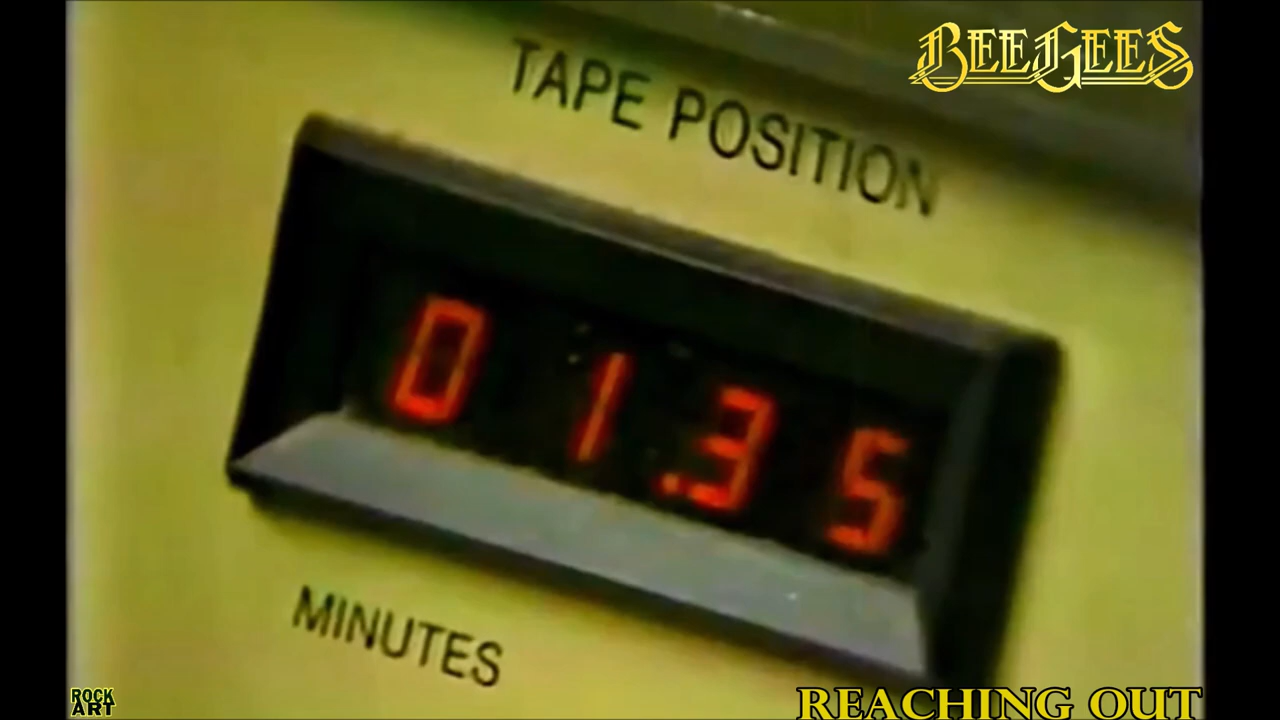 BEE GEES
TAPE POSITION
01.35
MINUTES
ROCK
ART
REACHING OUT